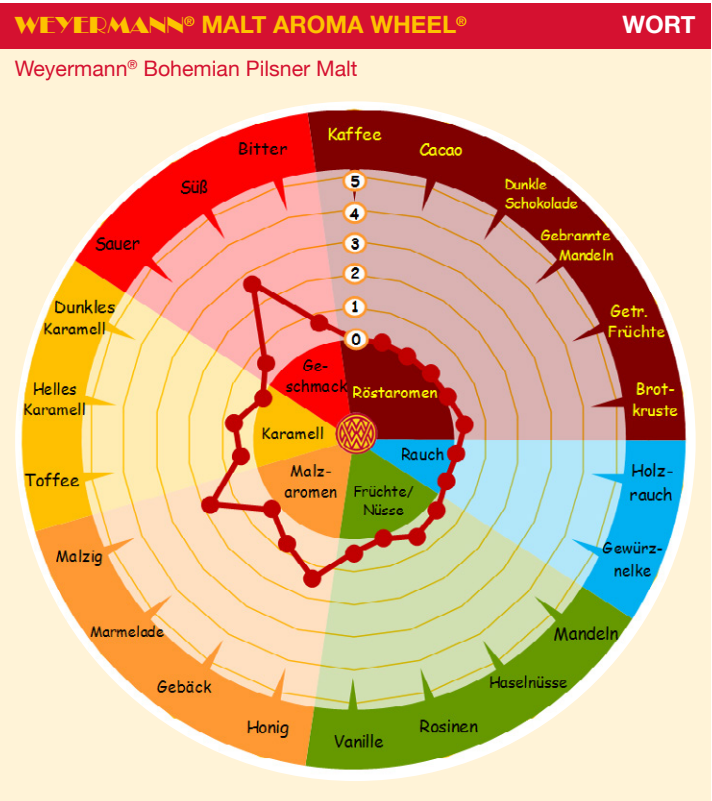 WEYERMANN® MALT AROMA WHEEL®
WORT
Weyermann® Bohemian Pilsner Malt
Kaffee
Cacao
Dunkle
Schokolade
Gebrannte
Mandeln
Getr.
Früchte
Brot-
kruste
Holz-
rauch
Gewürz-
nelke
Mandeln
Haselnüsse
Rosinen
Vanille
Honig
Gebäck
Marmelade
Malzig
Toffee
Helles
Karamell
Dunkles
Karamell
Sauer
Süß
Bitter
5
4
3
2
1
0
Ge-
schmack
Röstaromen
Karamell
Rauch
Malz-
aromen
Früchte/
Nüsse